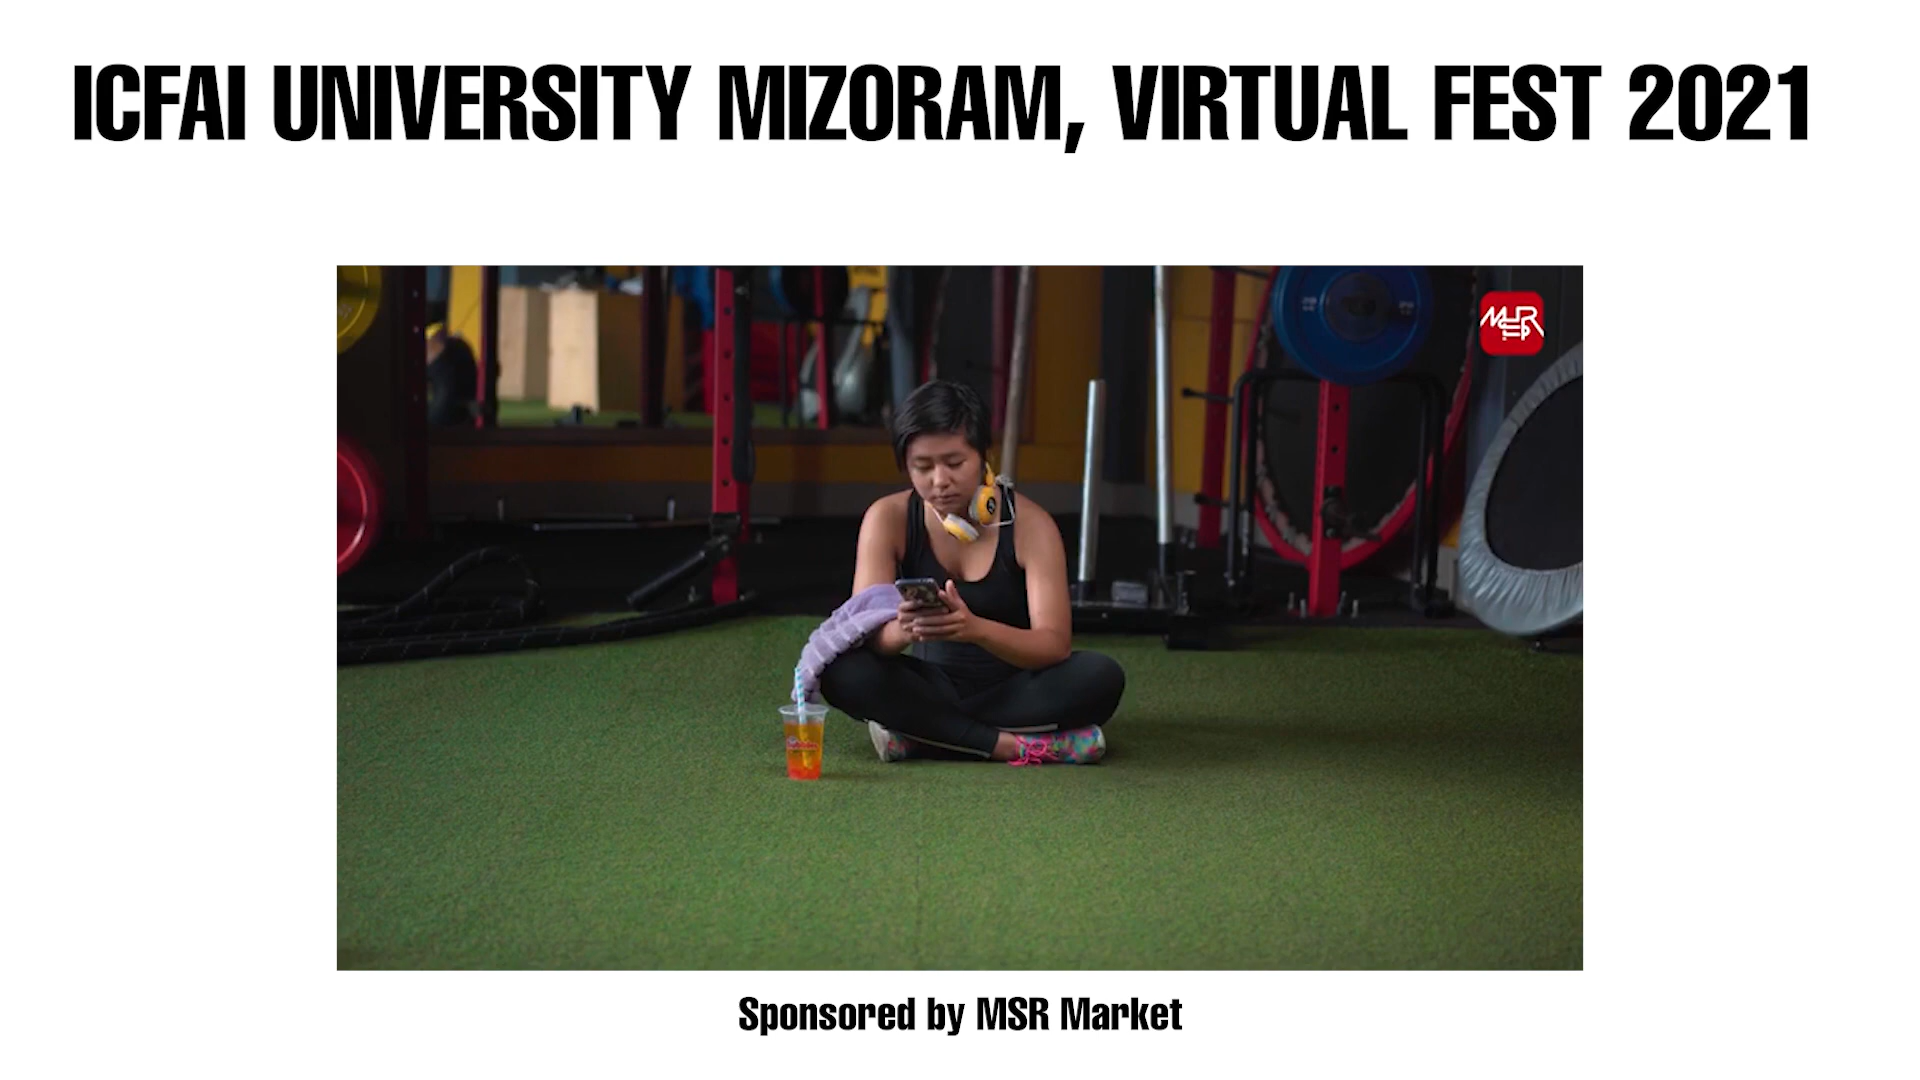 ICFAI UNIVERSITY MIZORAM, VIRTUAL FEST 2021
Sponsored by MSR Market